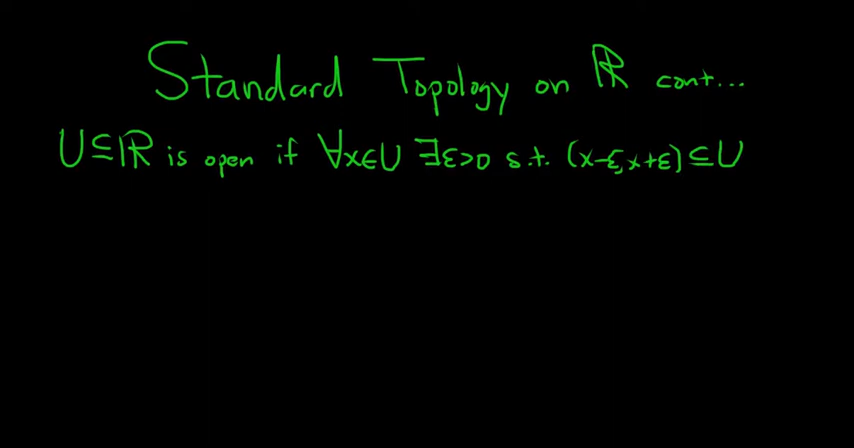 Standard Topology on ℝ cont...
U⊆ℝ is open if ∀x∈U ∃ε>0 s.t. (x-ε,x+ε)⊆U